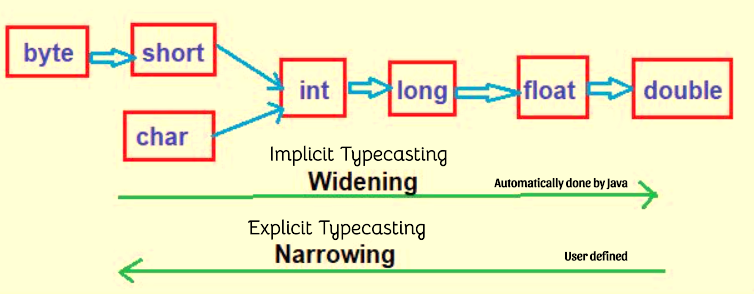 byte
short
int
long
float
double
char
Implicit Typecasting
Widening
Automatically done by Java
Explicit Typecasting
Narrowing
User defined